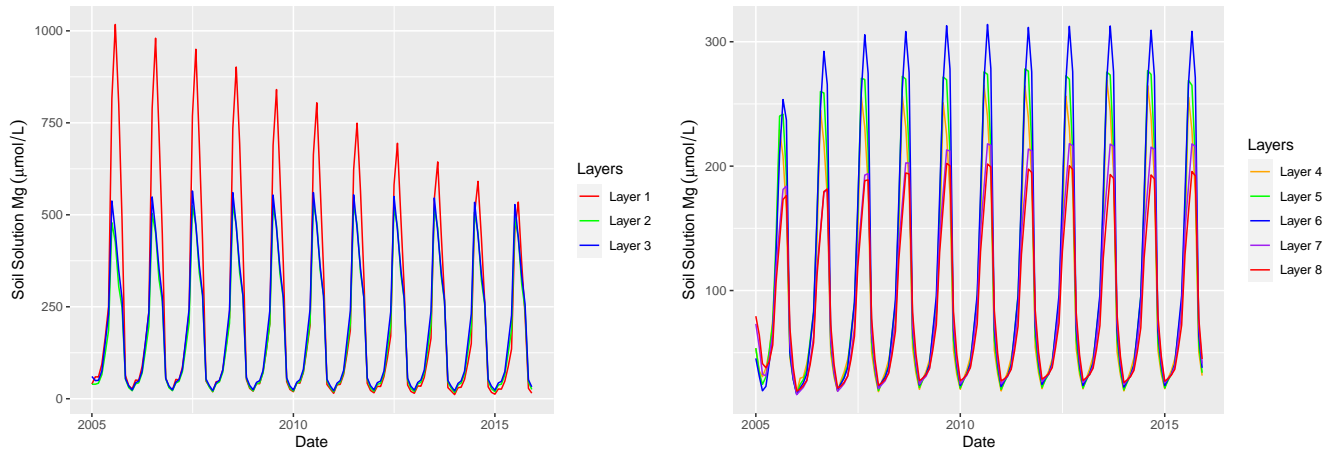 Soil Solution Mg (μmol/L)
1000
750
500
250
0
2005
2010
2015
Date
Layers
Layer 1
Layer 2
Layer 3
Soil Solution Mg (μmol/L)
300
200
100
2005
2010
2015
Date
Layers
Layer 4
Layer 5
Layer 6
Layer 7
Layer 8